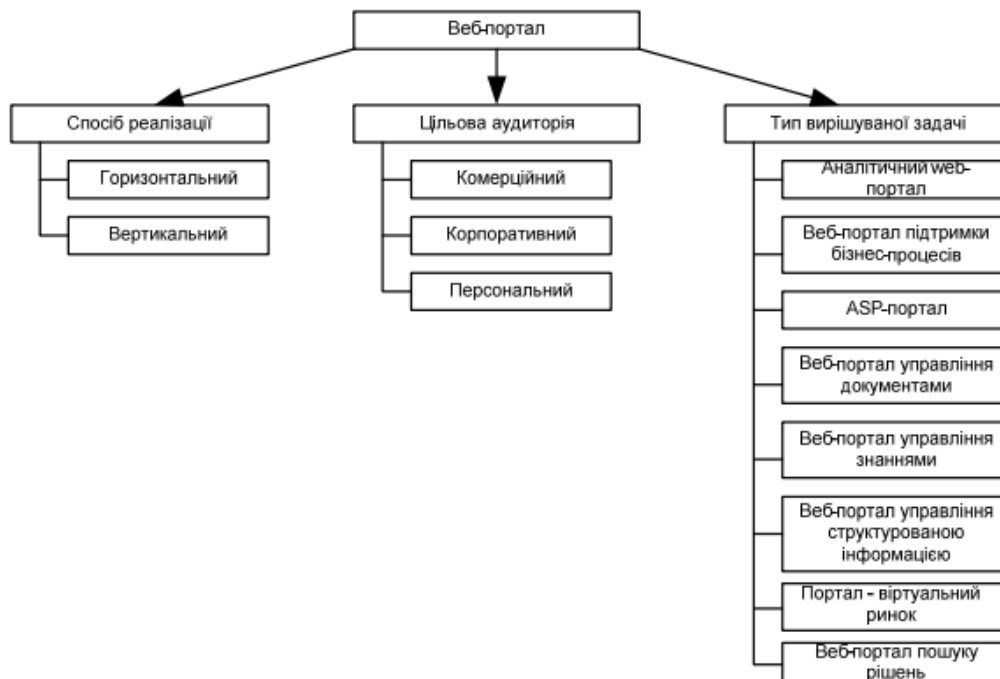 Веб-портал
Спосіб реалізації
Горизонтальний
Вертикальний
Цільова аудиторія
Комерційний
Корпоративний
Персональний
Тип вирішуваної задачі
Аналітичний web-
портал
Веб-портал підтримки
бізнес-процесів
ASP-портал
Веб-портал управління
документами
Веб-портал управління
знаннями
Веб-портал управління
структурованою
інформацією
Портал - віртуальний
ринок
Веб-портал пошуку
рішень